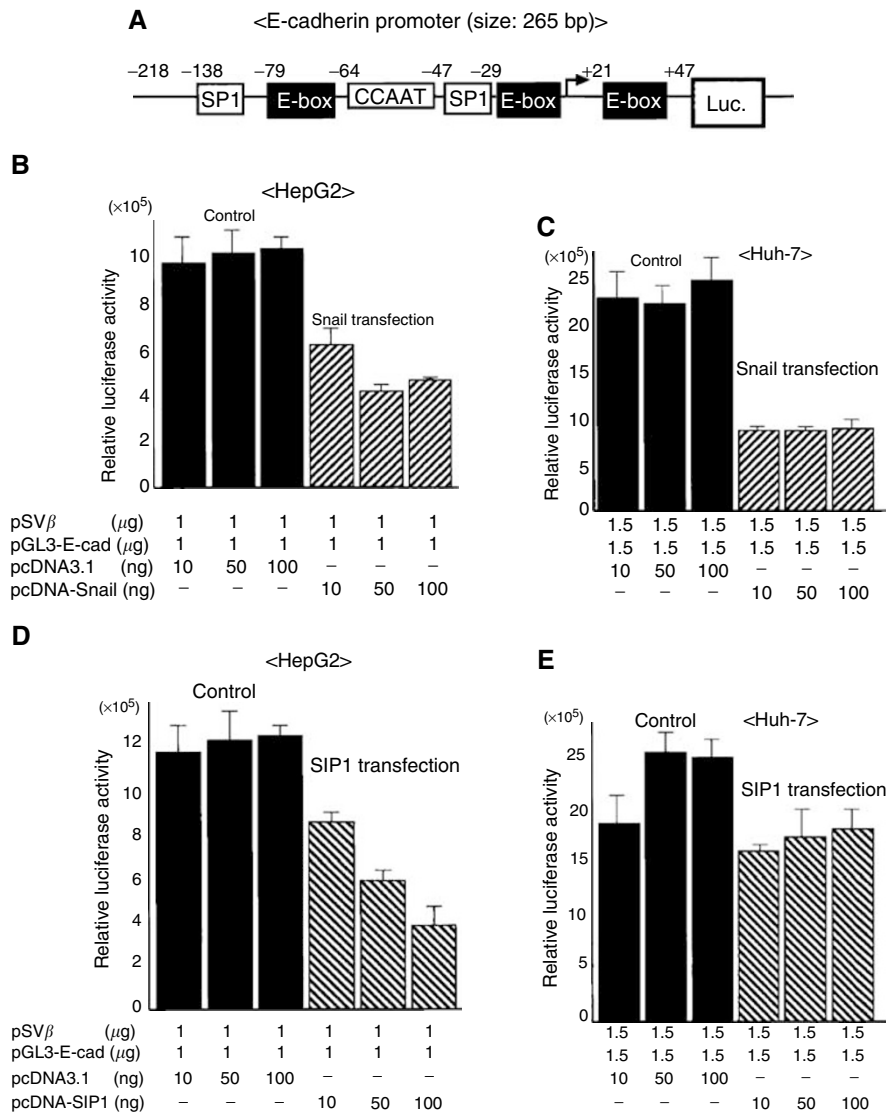 A <E-cadherin promoter (size: 265 bp)>
−218 −138 −79 −64 −47 −29 +21 +47
SP1 E-box CCAAT SP1 E-box E-box Luc.
B
<HepG2>
(×10⁵)
Control
Snail transfection
Relative luciferase activity
10
8
6
4
2
0
pSVβ (μg) 1 1 1 1 1 1
pGL3-E-cad (μg) 1 1 1 1 1 1
pcDNA3.1 (ng) 10 50 100 − − −
pcDNA-Snail (ng) − − − 10 50 100
C
<Huh-7>
(×10⁵)
Control
Snail transfection
Relative luciferase activity
25
20
15
10
5
0
1.5 1.5 1.5 1.5 1.5 1.5
1.5 1.5 1.5 1.5 1.5 1.5
10 50 100 − − −
− − − 10 50 100
D
<HepG2>
(×10⁵)
Control
SIP1 transfection
Relative luciferase activity
12
10
8
6
4
2
0
pSVβ (μg) 1 1 1 1 1 1
pGL3-E-cad (μg) 1 1 1 1 1 1
pcDNA3.1 (ng) 10 50 100 − − −
pcDNA-SIP1 (ng) − − − 10 50 100
E
(×10⁵)
Control <Huh-7>
SIP1 transfection
Relative luciferase activity
25
20
15
10
5
0
1.5 1.5 1.5 1.5 1.5 1.5
1.5 1.5 1.5 1.5 1.5 1.5
10 50 100 − − −
− − − 10 50 100